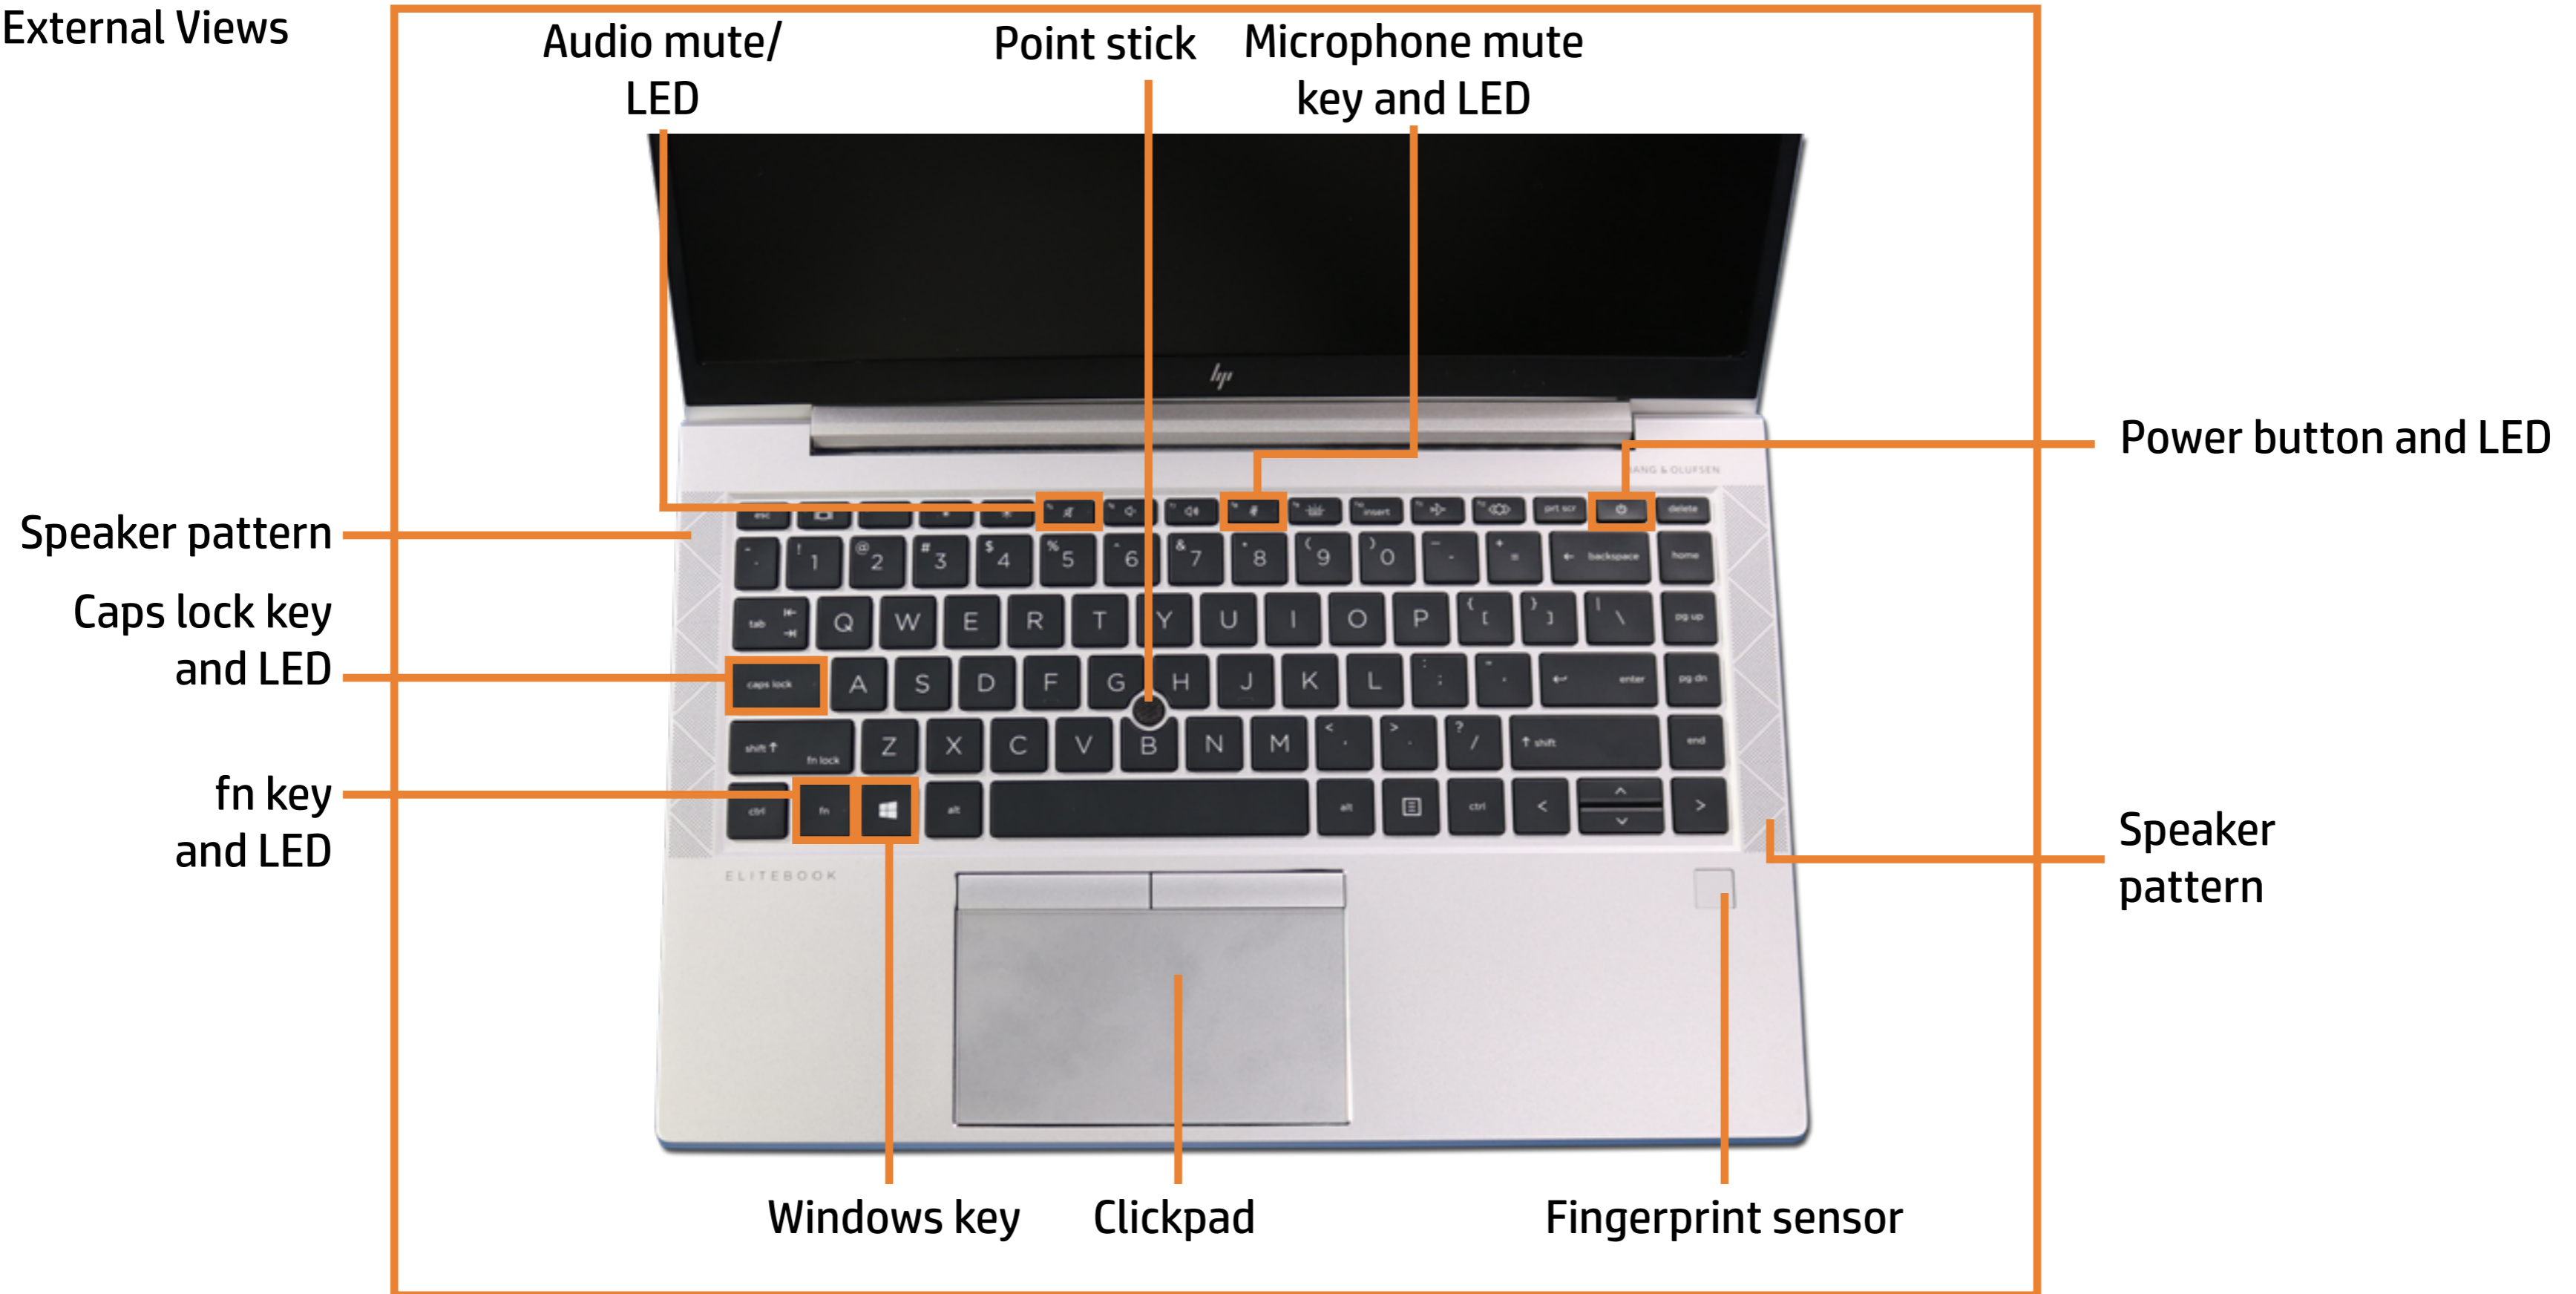 External Views
Audio mute/
LED
Point stick
Microphone mute
key and LED
Power button and LED
Speaker pattern
Caps lock key
and LED
fn key
and LED
Speaker
pattern
Windows key
Clickpad
Fingerprint sensor
hp
BANG & OLUFSEN
esc insert prt scr delete
! 1 @ 2 # 3 $ 4 % 5 ^ 6 & 7 * 8 ( 9 ) 0 - + = ← backspace home
tab Q W E R T Y U I O P { [ } ] | \ pg up
caps lock A S D F G H J K L : ; ↵ enter pg dn
shift ↑ fn lock Z X C V B N M < , > . ? / ↑ shift end
ctrl fn alt alt ctrl < ^ v >
ELITEBOOK